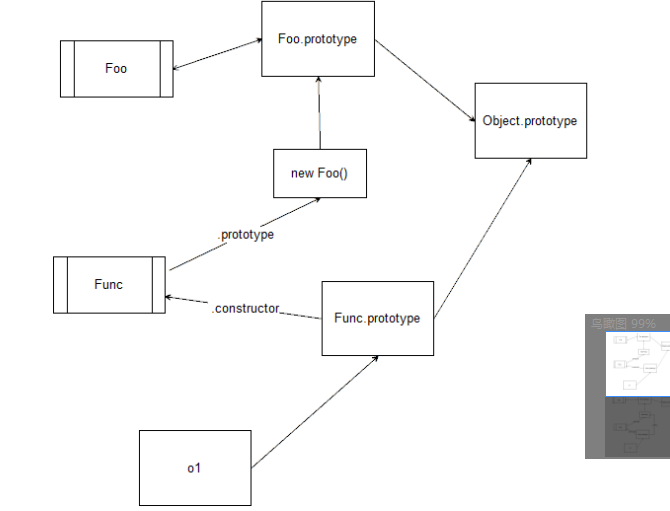 Foo.prototype
Foo
Object.prototype
new Foo()
.prototype
Func
.constructor
Func.prototype
鸟瞰图 99%
o1